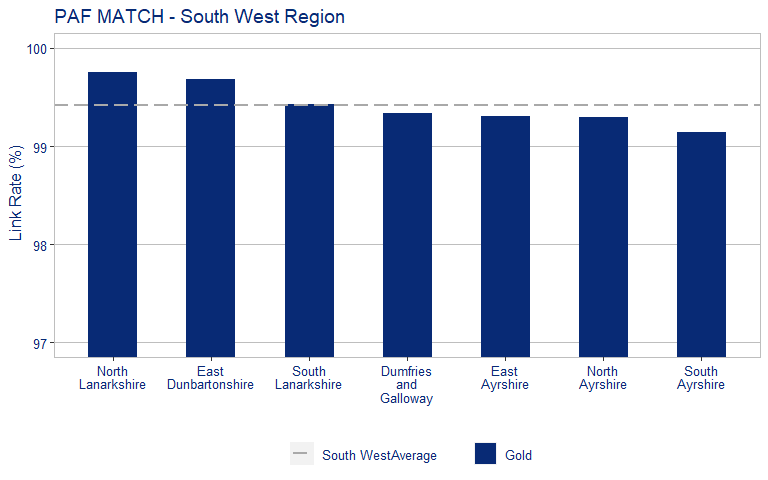 PAF MATCH - South West Region
Link Rate (%)
100
99
98
97
North
Lanarkshire
East
Dunbartonshire
South
Lanarkshire
Dumfries
and
Galloway
East
Ayrshire
North
Ayrshire
South
Ayrshire
South WestAverage
Gold